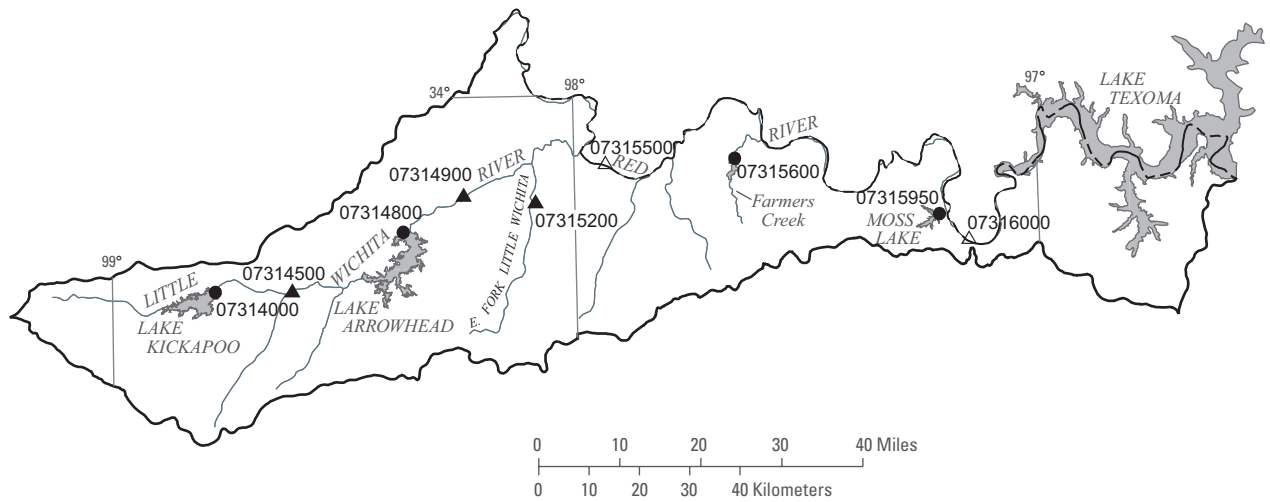 97°
LAKE
TEXOMA
34°
98°
RIVER
07315500
RED
RIVER
07314900
07315600
E. FORK LITTLE WICHITA
07315200
Farmers
Creek
07315950
MOSS
LAKE
07316000
07314800
WICHITA
99°
07314500
LITTLE
07314000
LAKE
KICKAPOO
LAKE
ARROWHEAD
0 10 20 30 40 Miles
0 10 20 30 40 Kilometers